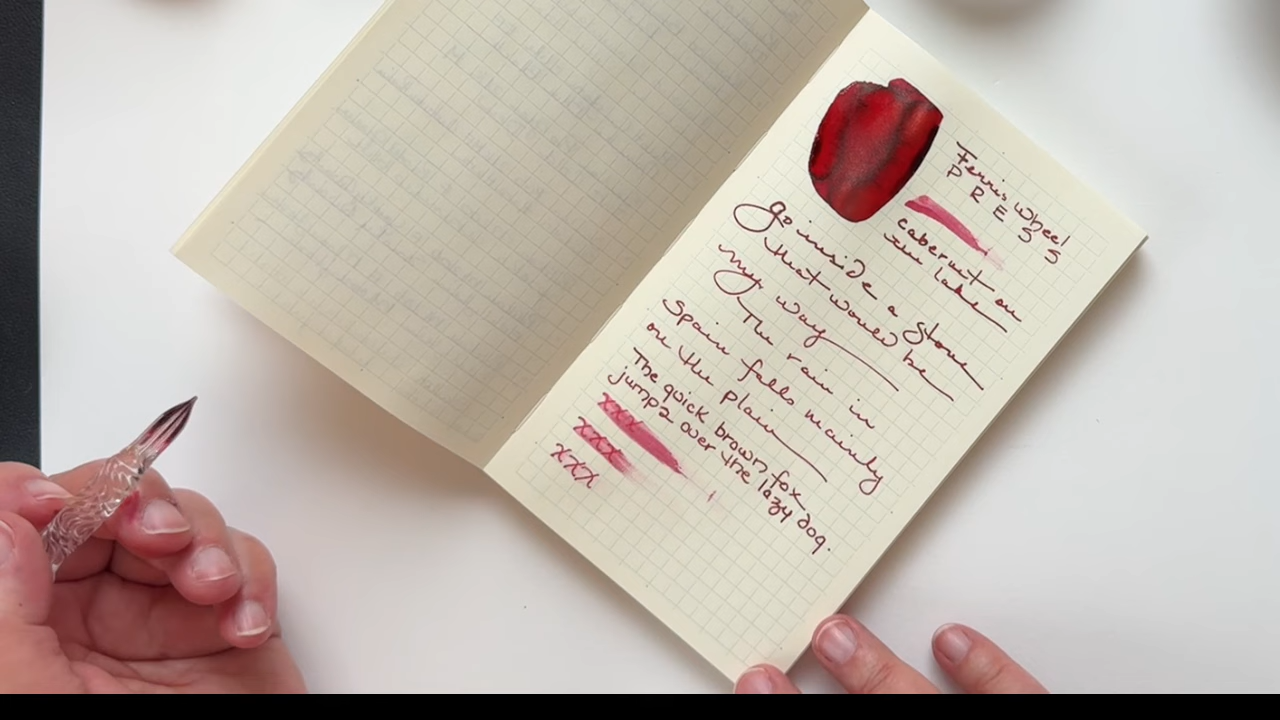 Ferris Wheel
P R E S S
cabernet on
the lake
go inside a stone
that would be
my way
The rain in
Spain falls mainly
on the plain
The quick brown fox
jumps over the lazy dog.
xxx
xxx
xxx